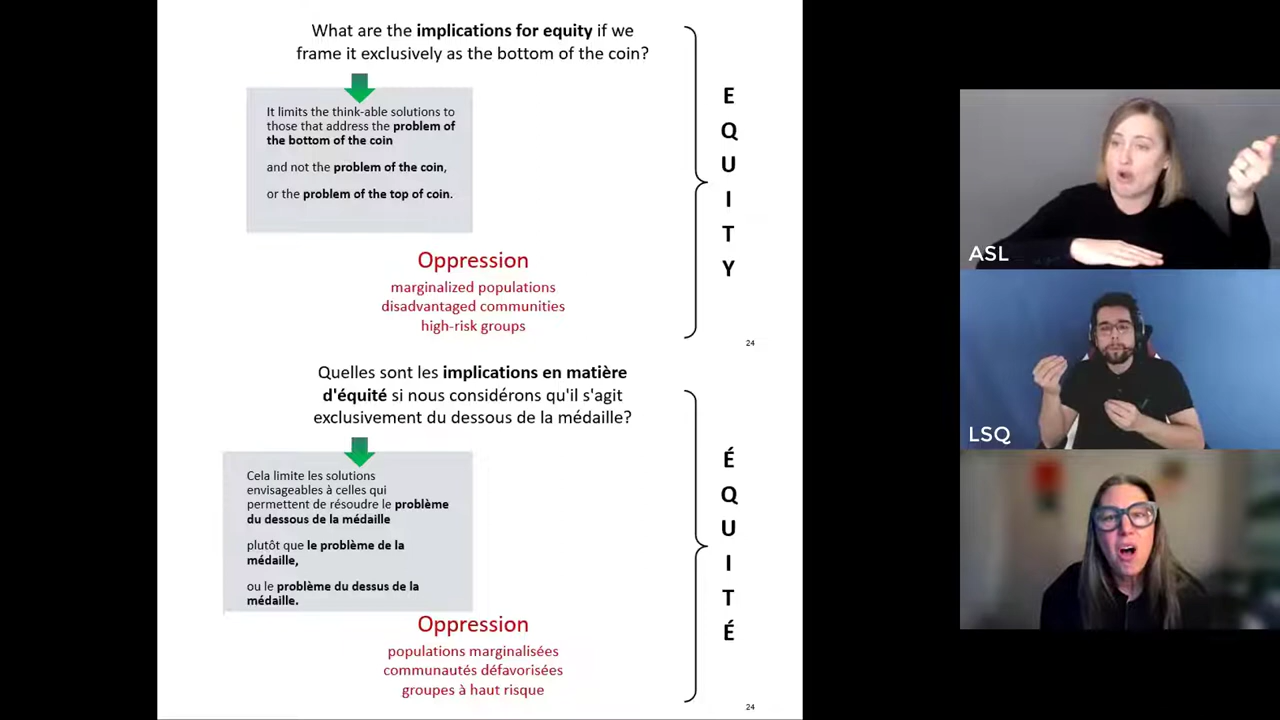 What are the implications for equity if we
frame it exclusively as the bottom of the coin?
It limits the think-able solutions to
those that address the problem of
the bottom of the coin
and not the problem of the coin,
or the problem of the top of coin.
Oppression
marginalized populations
disadvantaged communities
high-risk groups
E
Q
U
I
T
Y
24
Quelles sont les implications en matière
d'équité si nous considérons qu'il s'agit
exclusivement du dessous de la médaille?
Cela limite les solutions
envisageables à celles qui
permettent de résoudre le problème
du dessous de la médaille
plutôt que le problème de la
médaille,
ou le problème du dessus de la
médaille.
Oppression
populations marginalisées
communautés défavorisées
groupes à haut risque
É
Q
U
I
T
É
24
ASL
LSQ